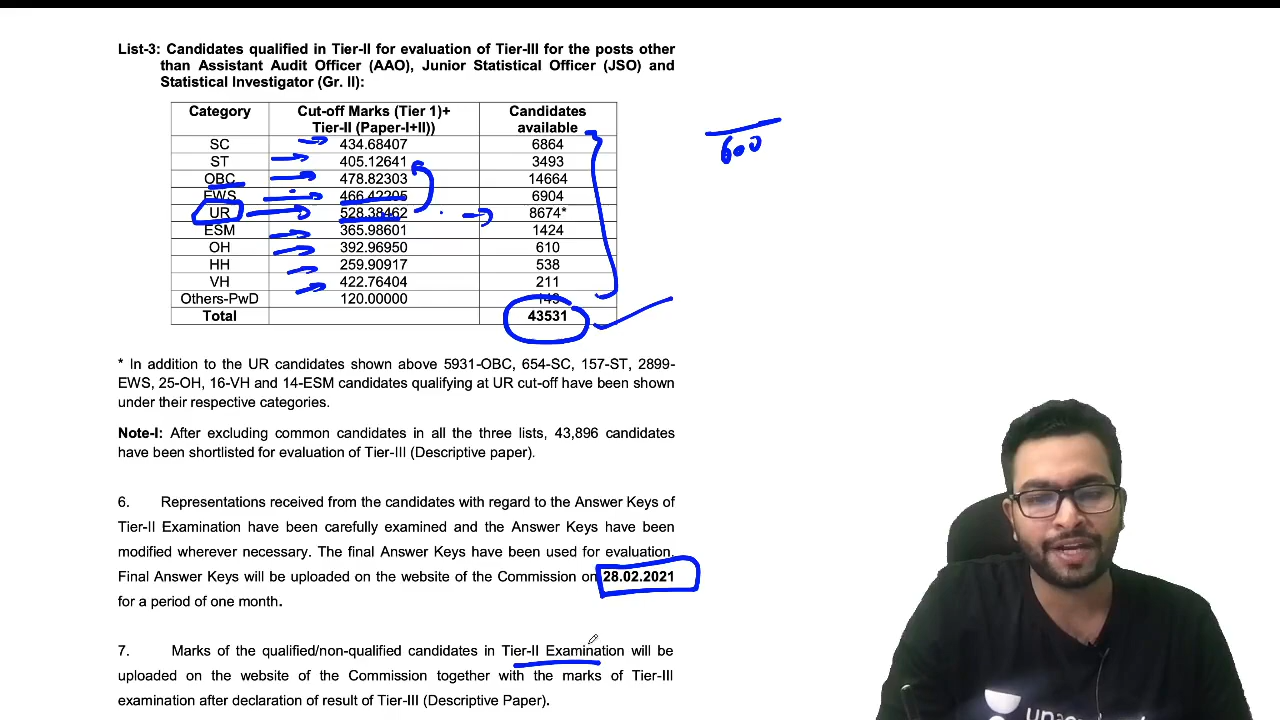 List-3: Candidates qualified in Tier-II for evaluation of Tier-III for the posts other
than Assistant Audit Officer (AAO), Junior Statistical Officer (JSO) and
Statistical Investigator (Gr. II):
Category Cut-off Marks (Tier 1)+ Candidates
Tier-II (Paper-I+II)) available
SC 434.68407 6864
ST 405.12641 3493
OBC 478.82303 14664
EWS 466.42205 6904
UR 528.38462 8674*
ESM 365.98601 1424
OH 392.96950 610
HH 259.90917 538
VH 422.76404 211
Others-PwD 120.00000 149
Total 43531
600
* In addition to the UR candidates shown above 5931-OBC, 654-SC, 157-ST, 2899-
EWS, 25-OH, 16-VH and 14-ESM candidates qualifying at UR cut-off have been shown
under their respective categories.
Note-I: After excluding common candidates in all the three lists, 43,896 candidates
have been shortlisted for evaluation of Tier-III (Descriptive paper).
6. Representations received from the candidates with regard to the Answer Keys of
Tier-II Examination have been carefully examined and the Answer Keys have been
modified wherever necessary. The final Answer Keys have been used for evaluation.
Final Answer Keys will be uploaded on the website of the Commission on 28.02.2021
for a period of one month.
7. Marks of the qualified/non-qualified candidates in Tier-II Examination will be
uploaded on the website of the Commission together with the marks of Tier-III
examination after declaration of result of Tier-III (Descriptive Paper).